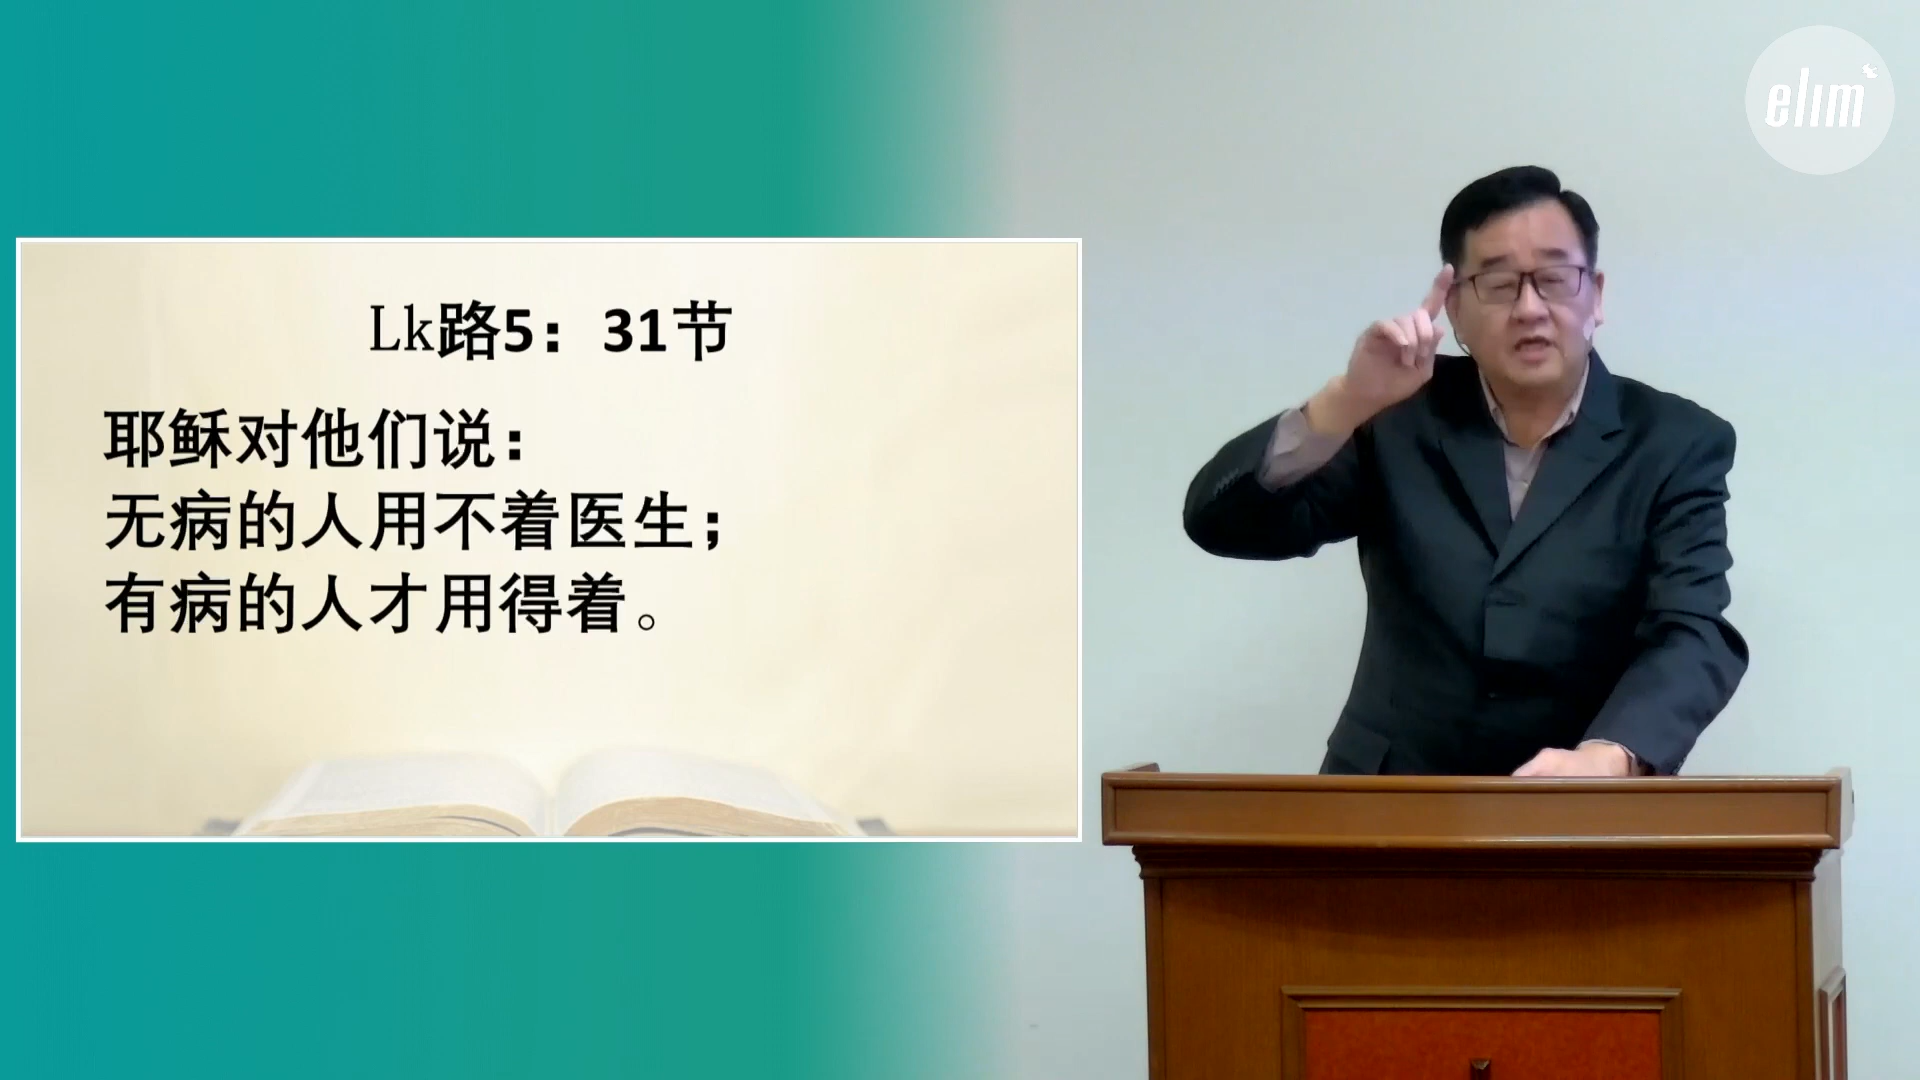 Lk路5：31节
耶稣对他们说：
无病的人用不着医生；
有病的人才用得着。
elim